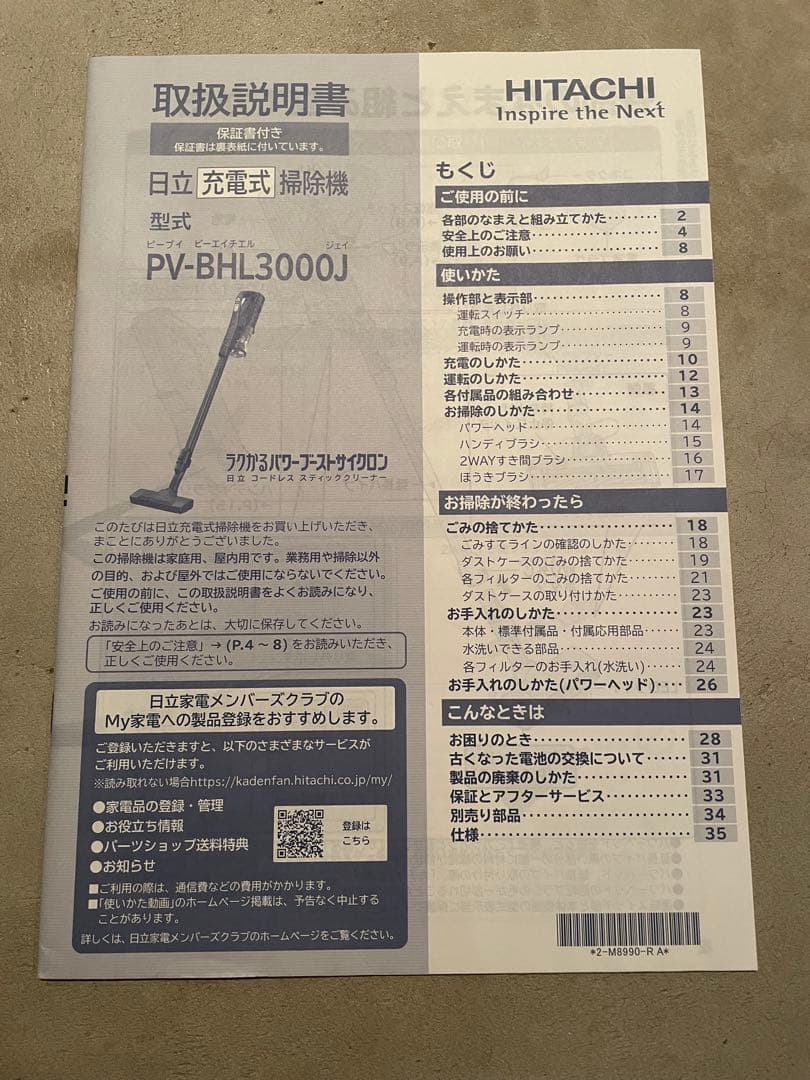 取扱説明書
保証書付き
保証書は裏表紙に付いています。
日立 充電式 掃除機
型式
ピーブイ ビーエイチエル ジェイ
PV-BHL3000J
ラクかるパワーブーストサイクロン
日立 コードレス スティッククリーナー
このたびは日立充電式掃除機をお買い上げいただき、
まことにありがとうございました。
この掃除機は家庭用、屋内用です。業務用や掃除以外
の目的、および屋外ではご使用にならないでください。
ご使用の前に、この取扱説明書をよくお読みになり、
正しくご使用ください。
お読みになったあとは、大切に保存してください。
「安全上のご注意」→ (P.4 ~ 8) をお読みいただき、
正しくご使用ください。
日立家電メンバーズクラブの
My家電への製品登録をおすすめします。
ご登録いただきますと、以下のさまざまなサービスが
ご利用いただけます。
※読み取れない場合https://kadenfan.hitachi.co.jp/my/
●家電品の登録・管理
●お役立ち情報
●パーツショップ送料特典
●お知らせ
登録は
こちら
■ご利用の際は、通信費などの費用がかかります。
■「使いかた動画」のホームページ掲載は、予告なく中止する
ことがあります。
詳しくは、日立家電メンバーズクラブのホームページをご覧ください。
HITACHI
Inspire the Next
もくじ
ご使用の前に
各部のなまえと組み立てかた‥‥‥‥ 2
安全上のご注意‥‥‥‥‥‥‥‥‥‥ 4
使用上のお願い‥‥‥‥‥‥‥‥‥‥ 8
使いかた
操作部と表示部‥‥‥‥‥‥‥‥‥‥ 8
運転スイッチ‥‥‥‥‥‥‥‥‥‥ 8
充電時の表示ランプ‥‥‥‥‥‥‥ 9
運転時の表示ランプ‥‥‥‥‥‥‥ 9
充電のしかた‥‥‥‥‥‥‥‥‥‥‥ 10
運転のしかた‥‥‥‥‥‥‥‥‥‥‥ 12
各付属品の組み合わせ‥‥‥‥‥‥‥ 13
お掃除のしかた‥‥‥‥‥‥‥‥‥‥ 14
パワーヘッド‥‥‥‥‥‥‥‥‥‥ 14
ハンディブラシ‥‥‥‥‥‥‥‥‥ 15
2WAYすき間ブラシ‥‥‥‥‥‥‥ 16
ほうきブラシ‥‥‥‥‥‥‥‥‥‥ 17
お掃除が終わったら
ごみの捨てかた‥‥‥‥‥‥‥‥‥‥ 18
ごみすてラインの確認のしかた‥‥ 18
ダストケースのごみの捨てかた‥‥ 19
各フィルターのごみの捨てかた‥‥ 21
ダストケースの取り付けかた‥‥‥ 23
お手入れのしかた‥‥‥‥‥‥‥‥‥ 23
本体・標準付属品・付属応用部品‥ 23
水洗いできる部品‥‥‥‥‥‥‥‥ 24
各フィルターのお手入れ(水洗い)‥ 24
お手入れのしかた(パワーヘッド)‥‥ 26
こんなときは
お困りのとき‥‥‥‥‥‥‥‥‥‥‥ 28
古くなった電池の交換について‥‥‥ 31
製品の廃棄のしかた‥‥‥‥‥‥‥‥ 31
保証とアフターサービス‥‥‥‥‥‥ 33
別売り部品‥‥‥‥‥‥‥‥‥‥‥‥ 34
仕様‥‥‥‥‥‥‥‥‥‥‥‥‥‥‥ 35
*2-M8990-R A*